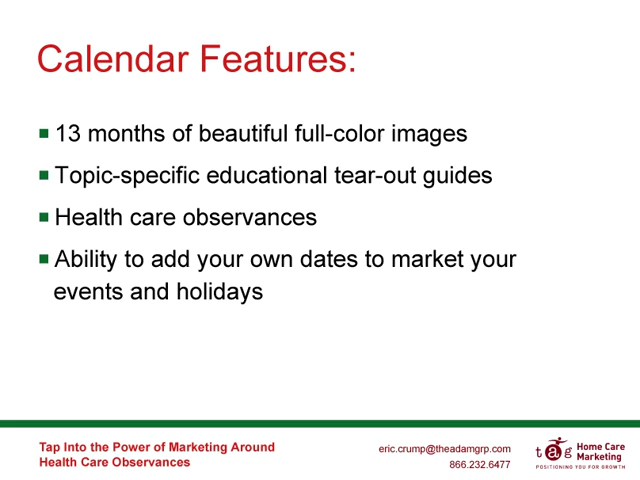 Calendar Features:
13 months of beautiful full-color images
Topic-specific educational tear-out guides
Health care observances
Ability to add your own dates to market your
events and holidays
Tap Into the Power of Marketing Around
Health Care Observances
eric.crump@theadamgrp.com
866.232.6477
tag Home Care
Marketing
POSITIONING YOU FOR GROWTH